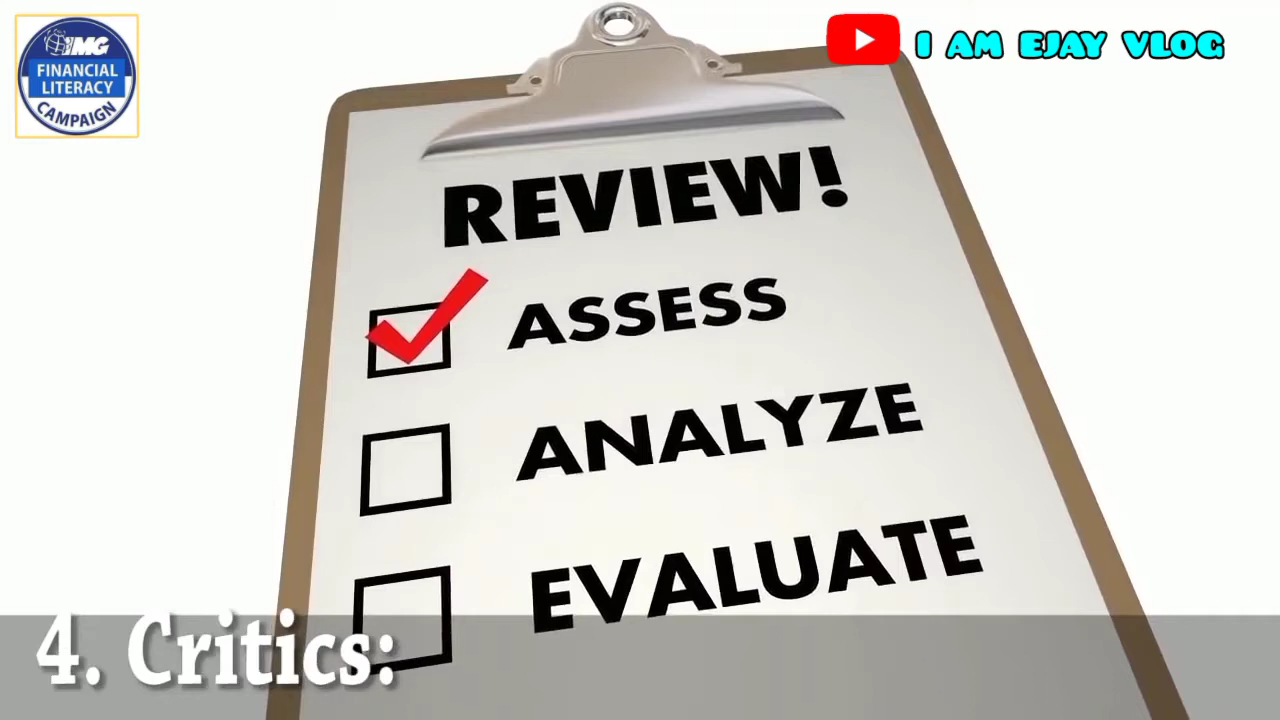 IMG
FINANCIAL
LITERACY
CAMPAIGN
I AM EJAY VLOG
REVIEW!
ASSESS
ANALYZE
EVALUATE
4. Critics: